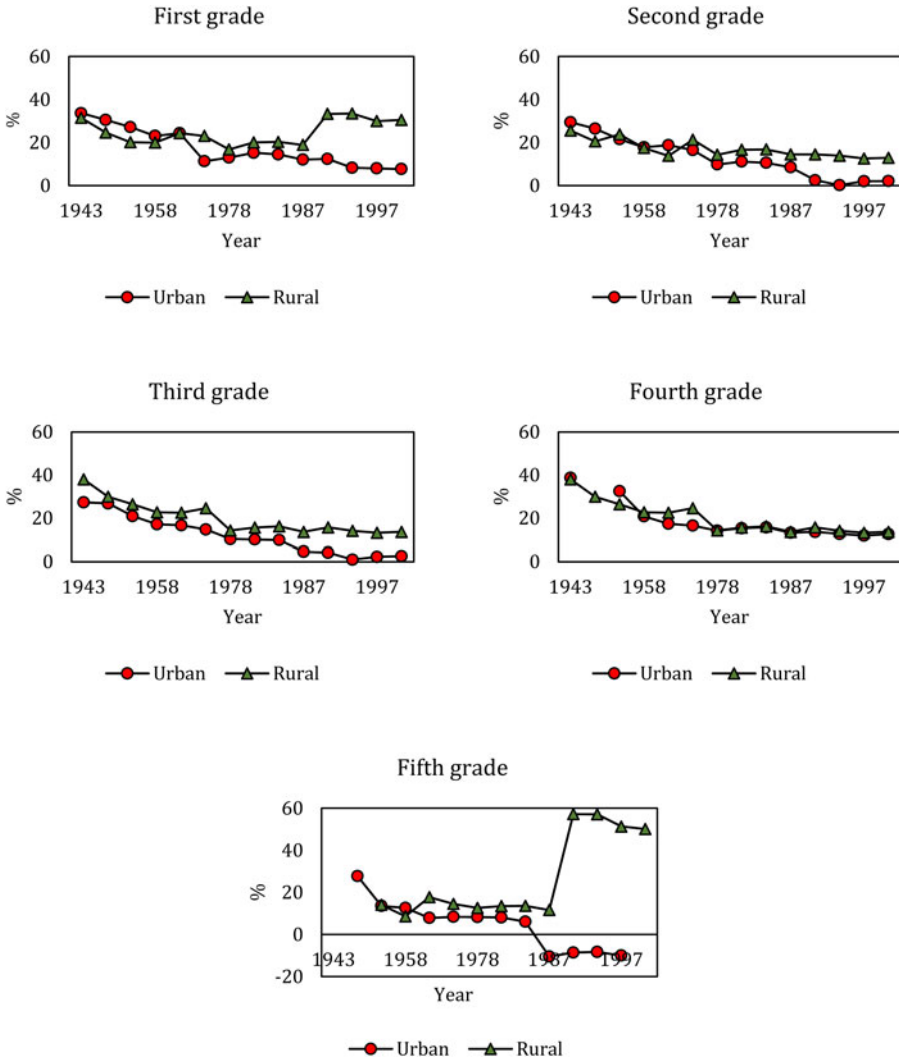 First grade
60
40
20
0
%
1943 1958 1978 1987 1997
Year
Urban Rural
Second grade
60
40
20
0
%
1943 1958 1978 1987 1997
Year
Urban Rural
Third grade
60
40
20
0
%
1943 1958 1978 1987 1997
Year
Urban Rural
Fourth grade
60
40
20
0
%
1943 1958 1978 1987 1997
Year
Urban Rural
Fifth grade
60
40
20
0
-20
%
1943 1958 1978 1987 1997
Year
Urban Rural